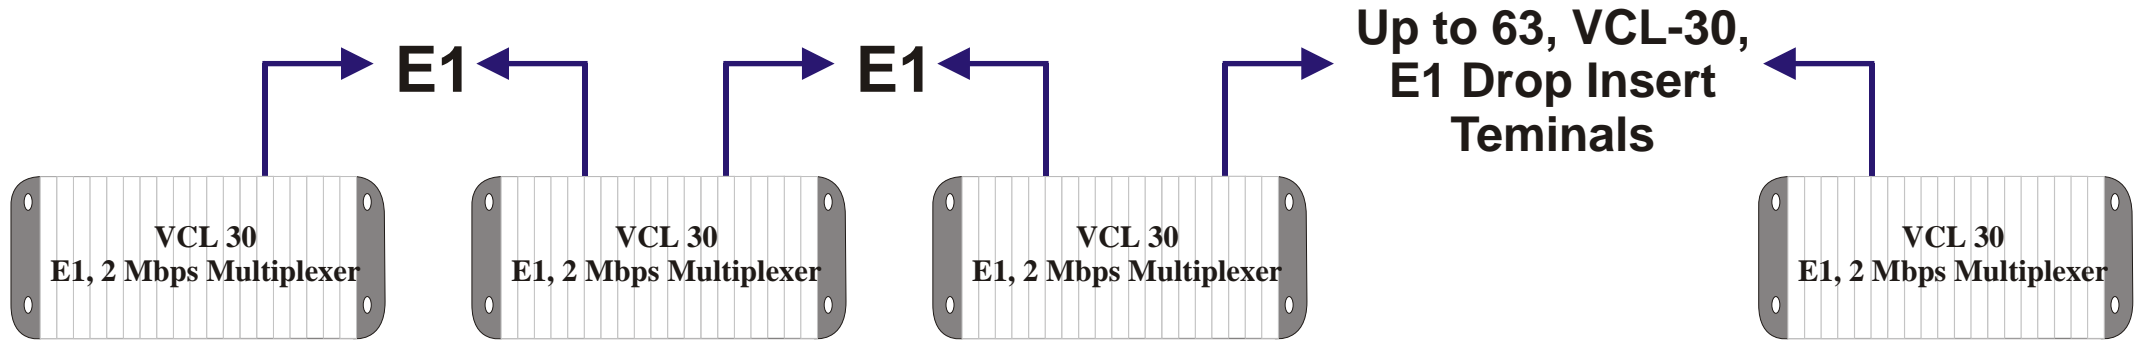 E1
E1
Up to 63, VCL-30,
E1 Drop Insert
Teminals
VCL 30
E1, 2 Mbps Multiplexer
VCL 30
E1, 2 Mbps Multiplexer
VCL 30
E1, 2 Mbps Multiplexer
VCL 30
E1, 2 Mbps Multiplexer